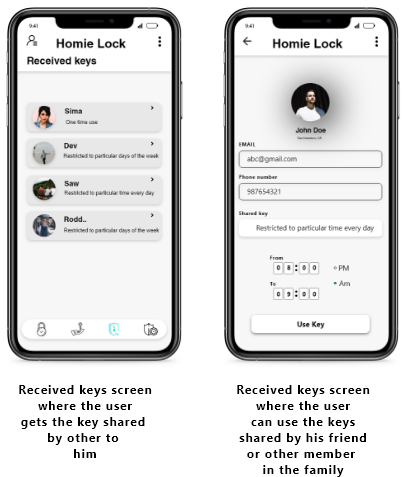 9:41
Homie Lock
Received keys
Sima
One time use
Dev
Restricted to particular days of the week
Saw
Restricted to particular time every day
Rodd..
Restricted to particular days of the week
Received keys screen
where the user
gets the key shared
by other to
him
9:41
Homie Lock
John Doe
EMAIL
abc@gmail.com
Phone number
987654321
Shared key
Restricted to particular time every day
From
0 8 : 0 0
PM
To
0 9 : 0 0
Am
Use Key
Received keys screen
where the user
can use the keys
shared by his friend
or other member
in the family